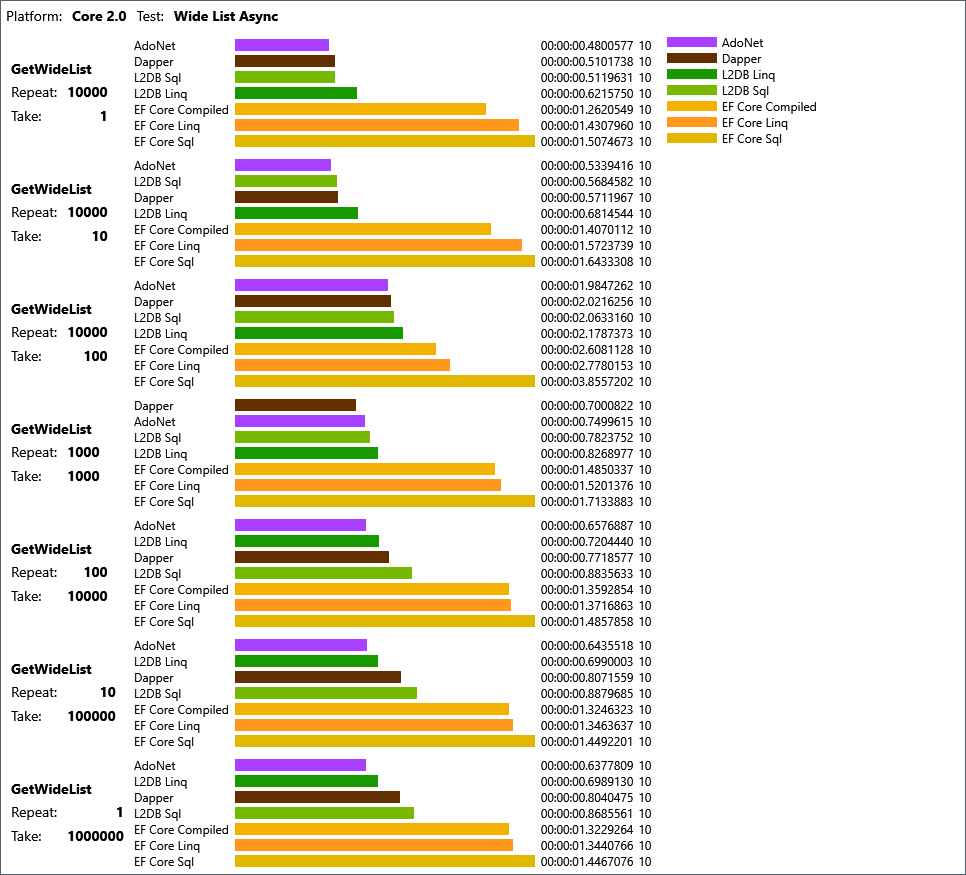 Platform: Core 2.0 Test: Wide List Async
AdoNet
Dapper
L2DB Linq
L2DB Sql
EF Core Compiled
EF Core Linq
EF Core Sql
GetWideList
Repeat: 10000
Take: 1
AdoNet 00:00:00.4800577 10
Dapper 00:00:00.5101738 10
L2DB Sql 00:00:00.5119631 10
L2DB Linq 00:00:00.6215750 10
EF Core Compiled 00:00:01.2620549 10
EF Core Linq 00:00:01.4307960 10
EF Core Sql 00:00:01.5074673 10
GetWideList
Repeat: 10000
Take: 10
AdoNet 00:00:00.5339416 10
L2DB Sql 00:00:00.5684582 10
Dapper 00:00:00.5711967 10
L2DB Linq 00:00:00.6814544 10
EF Core Compiled 00:00:01.4070112 10
EF Core Linq 00:00:01.5723739 10
EF Core Sql 00:00:01.6433308 10
GetWideList
Repeat: 10000
Take: 100
AdoNet 00:00:01.9847262 10
Dapper 00:00:02.0216256 10
L2DB Sql 00:00:02.0633160 10
L2DB Linq 00:00:02.1787373 10
EF Core Compiled 00:00:02.6081128 10
EF Core Linq 00:00:02.7780153 10
EF Core Sql 00:00:03.8557202 10
GetWideList
Repeat: 1000
Take: 1000
Dapper 00:00:00.7000822 10
AdoNet 00:00:00.7499615 10
L2DB Sql 00:00:00.7823752 10
L2DB Linq 00:00:00.8268977 10
EF Core Compiled 00:00:01.4850337 10
EF Core Linq 00:00:01.5201376 10
EF Core Sql 00:00:01.7133883 10
GetWideList
Repeat: 100
Take: 10000
AdoNet 00:00:00.6576887 10
L2DB Linq 00:00:00.7204440 10
Dapper 00:00:00.7718577 10
L2DB Sql 00:00:00.8835633 10
EF Core Compiled 00:00:01.3592854 10
EF Core Linq 00:00:01.3716863 10
EF Core Sql 00:00:01.4857858 10
GetWideList
Repeat: 10
Take: 100000
AdoNet 00:00:00.6435518 10
L2DB Linq 00:00:00.6990003 10
Dapper 00:00:00.8071559 10
L2DB Sql 00:00:00.8879685 10
EF Core Compiled 00:00:01.3246323 10
EF Core Linq 00:00:01.3463637 10
EF Core Sql 00:00:01.4492201 10
GetWideList
Repeat: 1
Take: 1000000
AdoNet 00:00:00.6377809 10
L2DB Linq 00:00:00.6989130 10
Dapper 00:00:00.8040475 10
L2DB Sql 00:00:00.8685561 10
EF Core Compiled 00:00:01.3229264 10
EF Core Linq 00:00:01.3440766 10
EF Core Sql 00:00:01.4467076 10